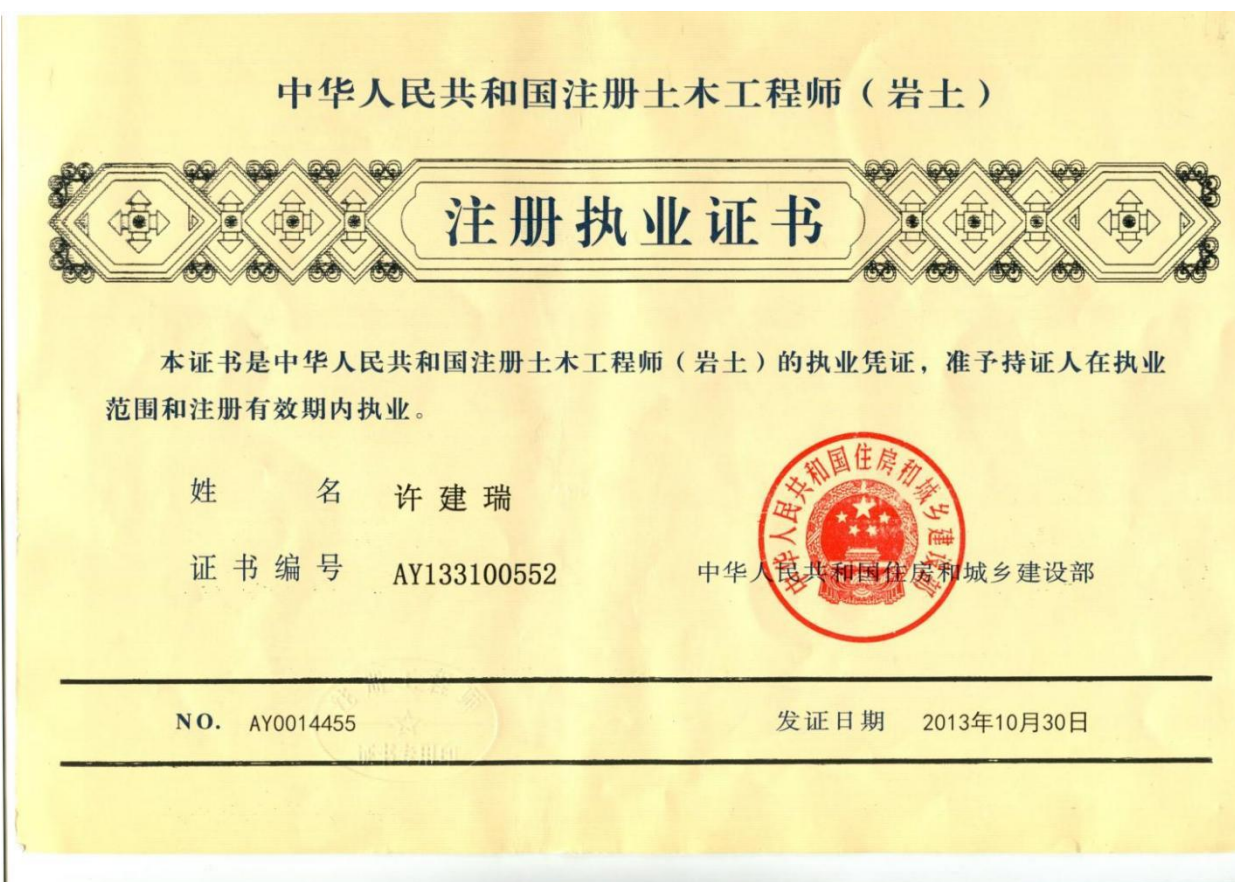 中华人民共和国注册土木工程师（岩土）
注册执业证书
本证书是中华人民共和国注册土木工程师（岩土）的执业凭证，准予持证人在执业
范围和注册有效期内执业。
姓 名 许建瑞
中华人民共和国住房和城乡建设部
证书编号 AY133100552 中华人民共和国住房和城乡建设部
NO. AY0014455 发证日期 2013年10月30日